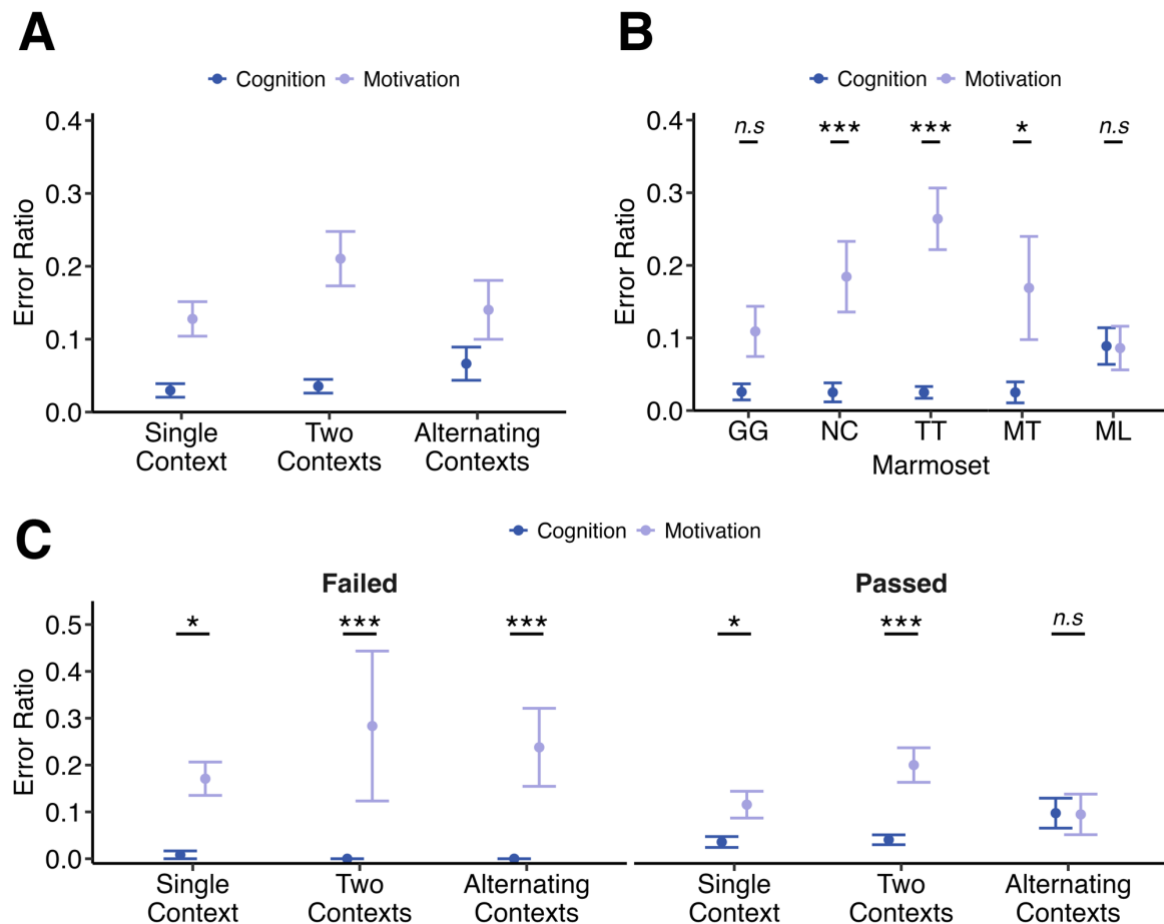 A
Cognition Motivation
Error Ratio
0.4
0.3
0.2
0.1
0.0
Single Context
Two Contexts
Alternating Contexts
B
Cognition Motivation
Error Ratio
0.4
0.3
0.2
0.1
0.0
n.s *** *** * n.s
GG NC TT MT ML
Marmoset
C
Cognition Motivation
Failed
Passed
Error Ratio
0.5
0.4
0.3
0.2
0.1
0.0
* *** ***
* *** n.s
Single Context
Two Contexts
Alternating Contexts
Single Context
Two Contexts
Alternating Contexts